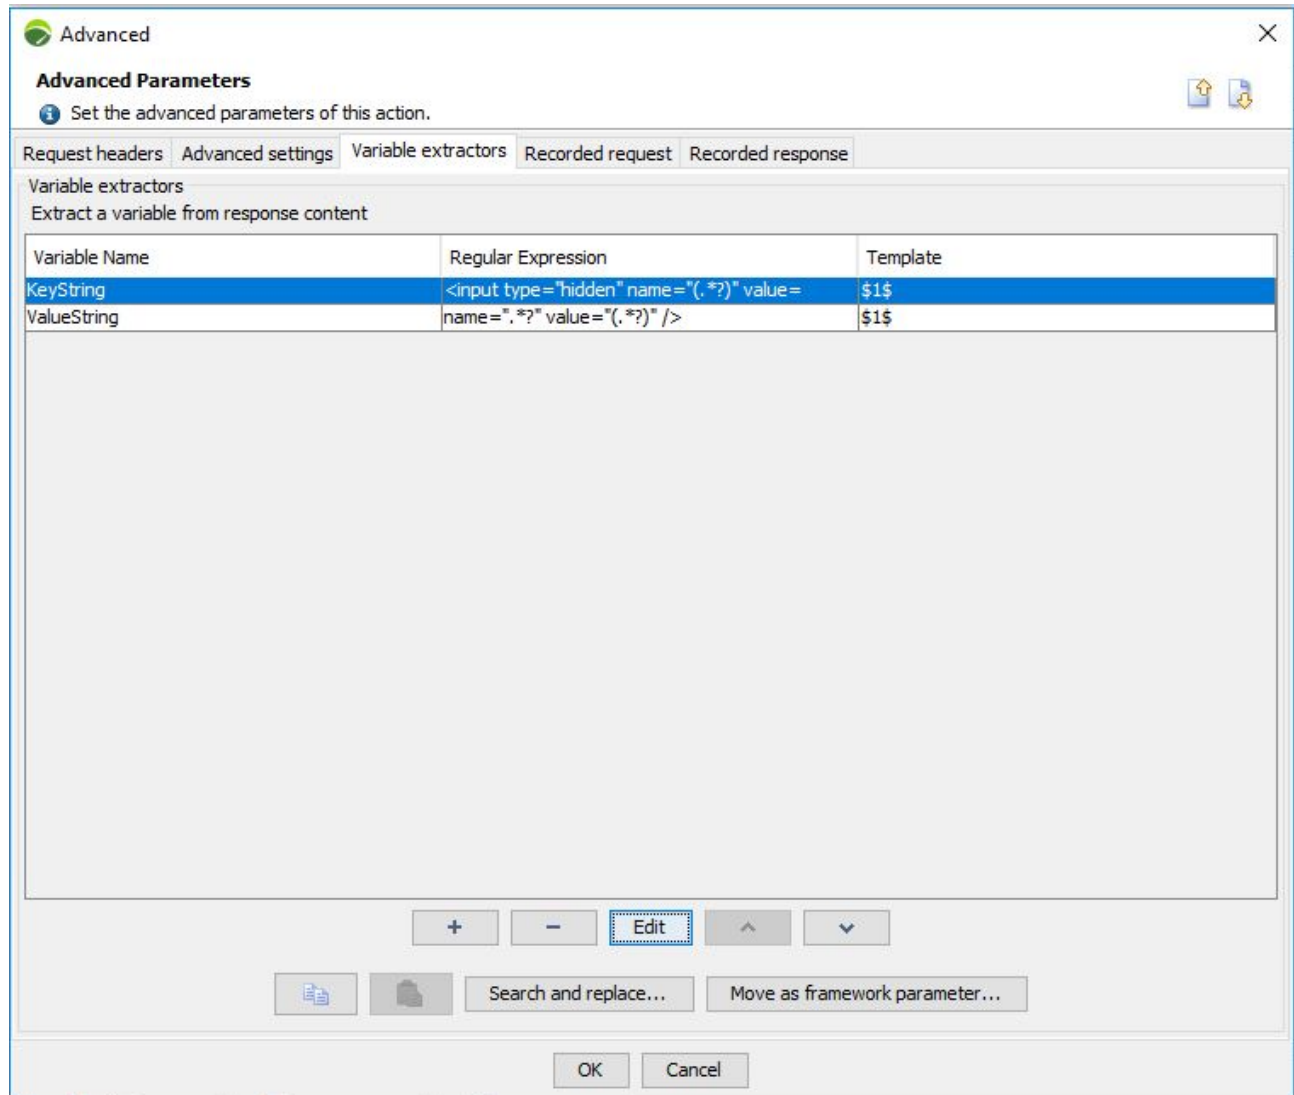 Advanced
Advanced Parameters
Set the advanced parameters of this action.
Request headers Advanced settings Variable extractors Recorded request Recorded response
Variable extractors
Extract a variable from response content
Variable Name Regular Expression Template
KeyString <input type="hidden" name="(.*?)" value= $1$
ValueString name=".*?" value="(.*?)" /> $1$
+ − Edit
Search and replace... Move as framework parameter...
OK Cancel